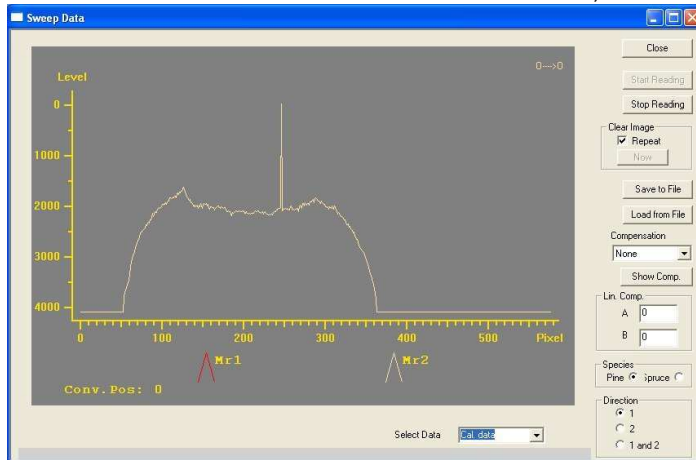 Sweep Data
Close
0-->0
Level
Start Reading
Stop Reading
0
Clear Image
Repeat
Now
1000
Save to File
2000
Load from File
Compensation
None
3000
Show Comp.
Lin. Comp.
4000
A 0
0 100 200 300 400 500 Pixel
B 0
Mr1 Mr2
Species
Pine Spruce
Conv.Pos: 0
Direction
1
Select Data Cal. data
2
1 and 2